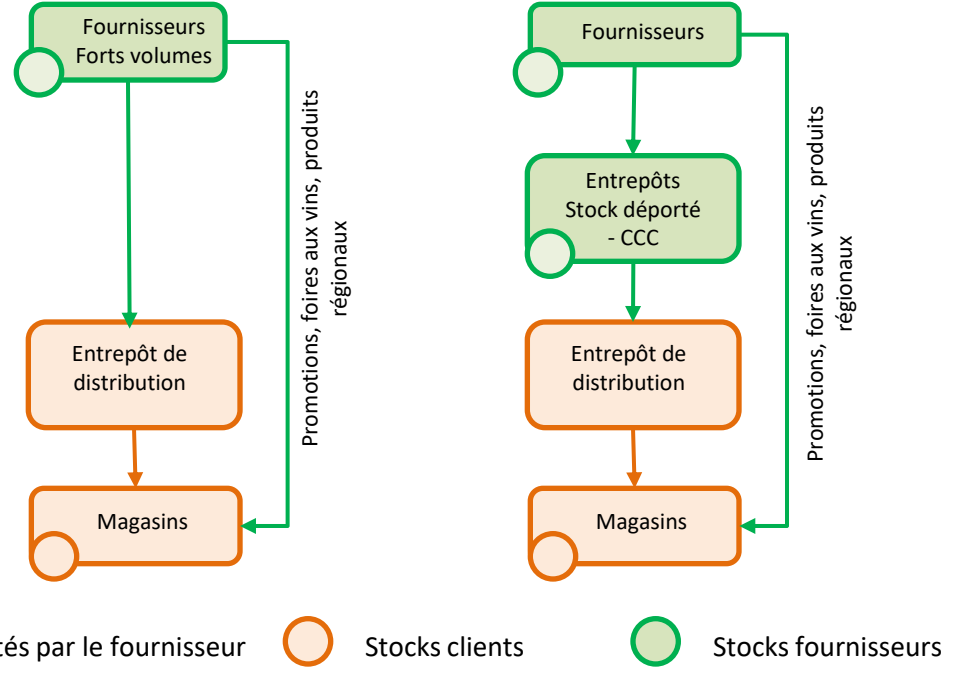 Fournisseurs
Forts volumes
Promotions, foires aux vins, produits
régionaux
Entrepôt de
distribution
Magasins
Fournisseurs
Entrepôts
Stock déporté
- CCC
Promotions, foires aux vins, produits
régionaux
Entrepôt de
distribution
Magasins
par le fournisseur
Stocks clients
Stocks fournisseurs